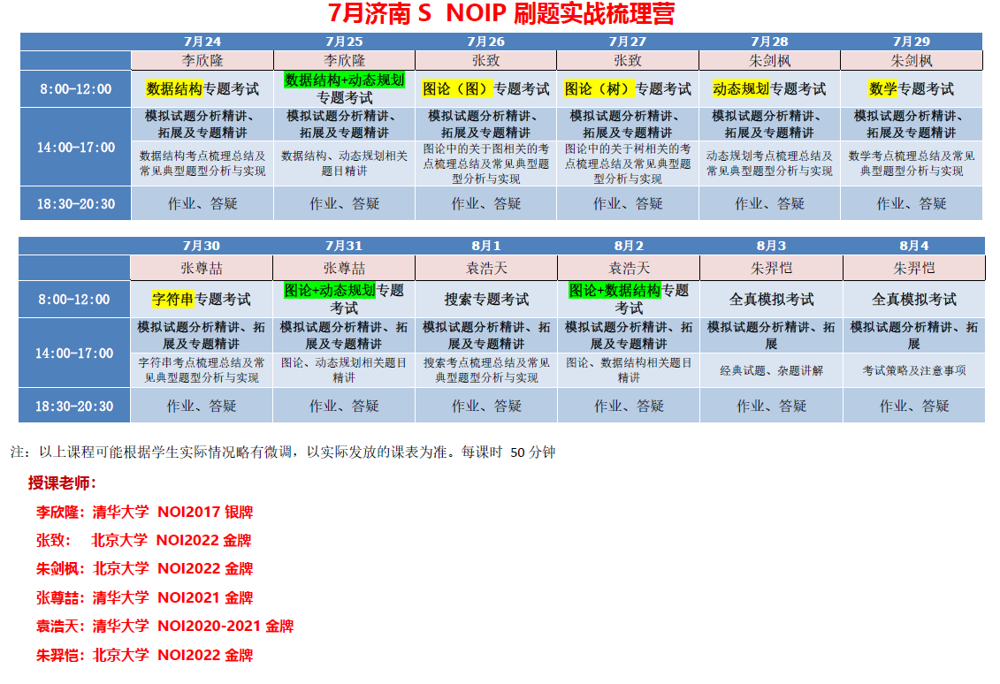 7月济南 S NOIP 刷题实战梳理营
7月24 7月25 7月26 7月27 7月28 7月29
李欣隆 李欣隆 张致 张致 朱剑枫 朱剑枫
8:00-12:00 数据结构专题考试 数据结构+动态规划专题考试 图论（图）专题考试 图论（树）专题考试 动态规划专题考试 数学专题考试
14:00-17:00 模拟试题分析精讲、拓展及专题精讲 模拟试题分析精讲、拓展及专题精讲 模拟试题分析精讲、拓展及专题精讲 模拟试题分析精讲、拓展及专题精讲 模拟试题分析精讲、拓展及专题精讲 模拟试题分析精讲、拓展及专题精讲
数据结构考点梳理总结及常见典型题型分析与实现 数据结构、动态规划相关题目精讲 图论中的关于图相关的考点梳理总结及常见典型题型分析与实现 图论中的关于树相关的考点梳理总结及常见典型题型分析与实现 动态规划考点梳理总结及常见典型题型分析与实现 数学考点梳理总结及常见典型题型分析与实现
18:30-20:30 作业、答疑 作业、答疑 作业、答疑 作业、答疑 作业、答疑 作业、答疑
7月30 7月31 8月1 8月2 8月3 8月4
张尊喆 张尊喆 袁浩天 袁浩天 朱羿恺 朱羿恺
8:00-12:00 字符串专题考试 图论+动态规划专题考试 搜索专题考试 图论+数据结构专题考试 全真模拟考试 全真模拟考试
14:00-17:00 模拟试题分析精讲、拓展及专题精讲 模拟试题分析精讲、拓展及专题精讲 模拟试题分析精讲、拓展及专题精讲 模拟试题分析精讲、拓展及专题精讲 模拟试题分析精讲、拓展 模拟试题分析精讲、拓展
字符串考点梳理总结及常见典型题型分析与实现 图论、动态规划相关题目精讲 搜索考点梳理总结及常见典型题型分析与实现 图论、数据结构相关题目精讲 经典试题、杂题讲解 考试策略及注意事项
18:30-20:30 作业、答疑 作业、答疑 作业、答疑 作业、答疑 作业、答疑 作业、答疑
注：以上课程可能根据学生实际情况略有微调，以实际发放的课表为准。每课时 50 分钟
授课老师：
李欣隆：清华大学 NOI2017 银牌
张致： 北京大学 NOI2022 金牌
朱剑枫：北京大学 NOI2022 金牌
张尊喆：清华大学 NOI2021 金牌
袁浩天：清华大学 NOI2020-2021 金牌
朱羿恺：北京大学 NOI2022 金牌